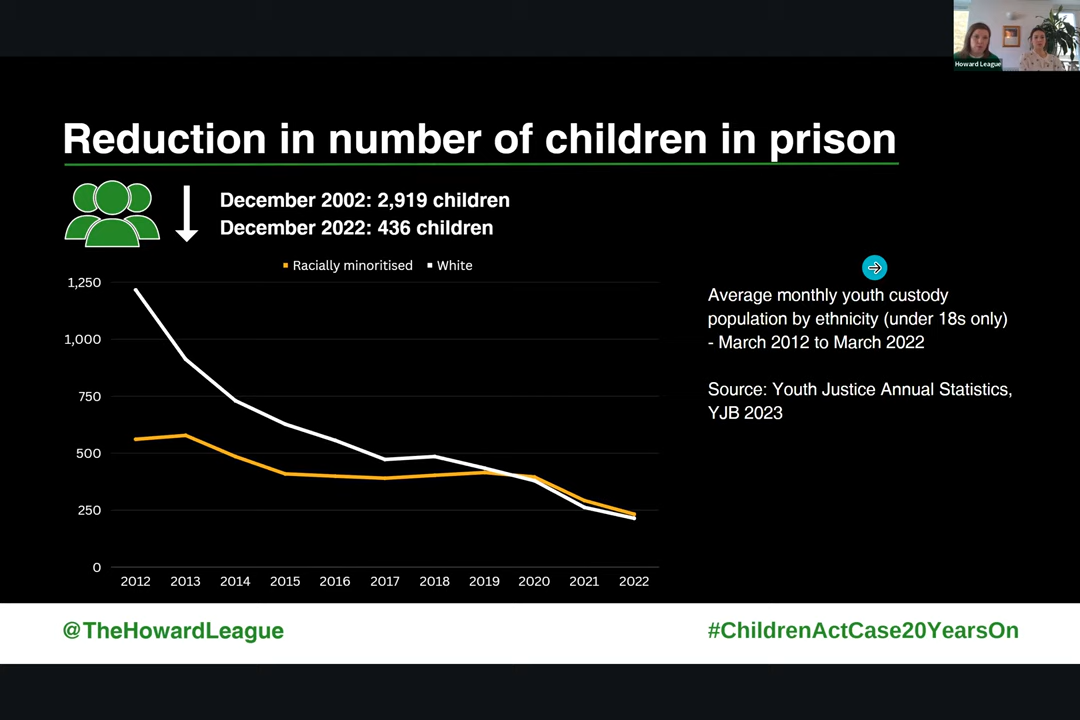 Howard League
Reduction in number of children in prison
December 2002: 2,919 children
December 2022: 436 children
Racially minoritised
White
1,250
1,000
750
500
250
0
2012 2013 2014 2015 2016 2017 2018 2019 2020 2021 2022
Average monthly youth custody
population by ethnicity (under 18s only)
- March 2012 to March 2022
Source: Youth Justice Annual Statistics,
YJB 2023
@TheHowardLeague
#ChildrenActCase20YearsOn